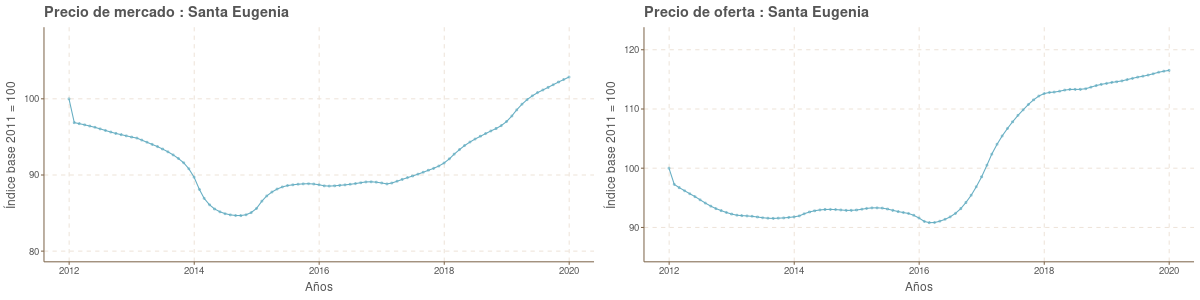 Precio de mercado : Santa Eugenia
Índice base 2011 = 100
100
90
80
2012
2014
2016
2018
2020
Años
Precio de oferta : Santa Eugenia
Índice base 2011 = 100
120
110
100
90
2012
2014
2016
2018
2020
Años